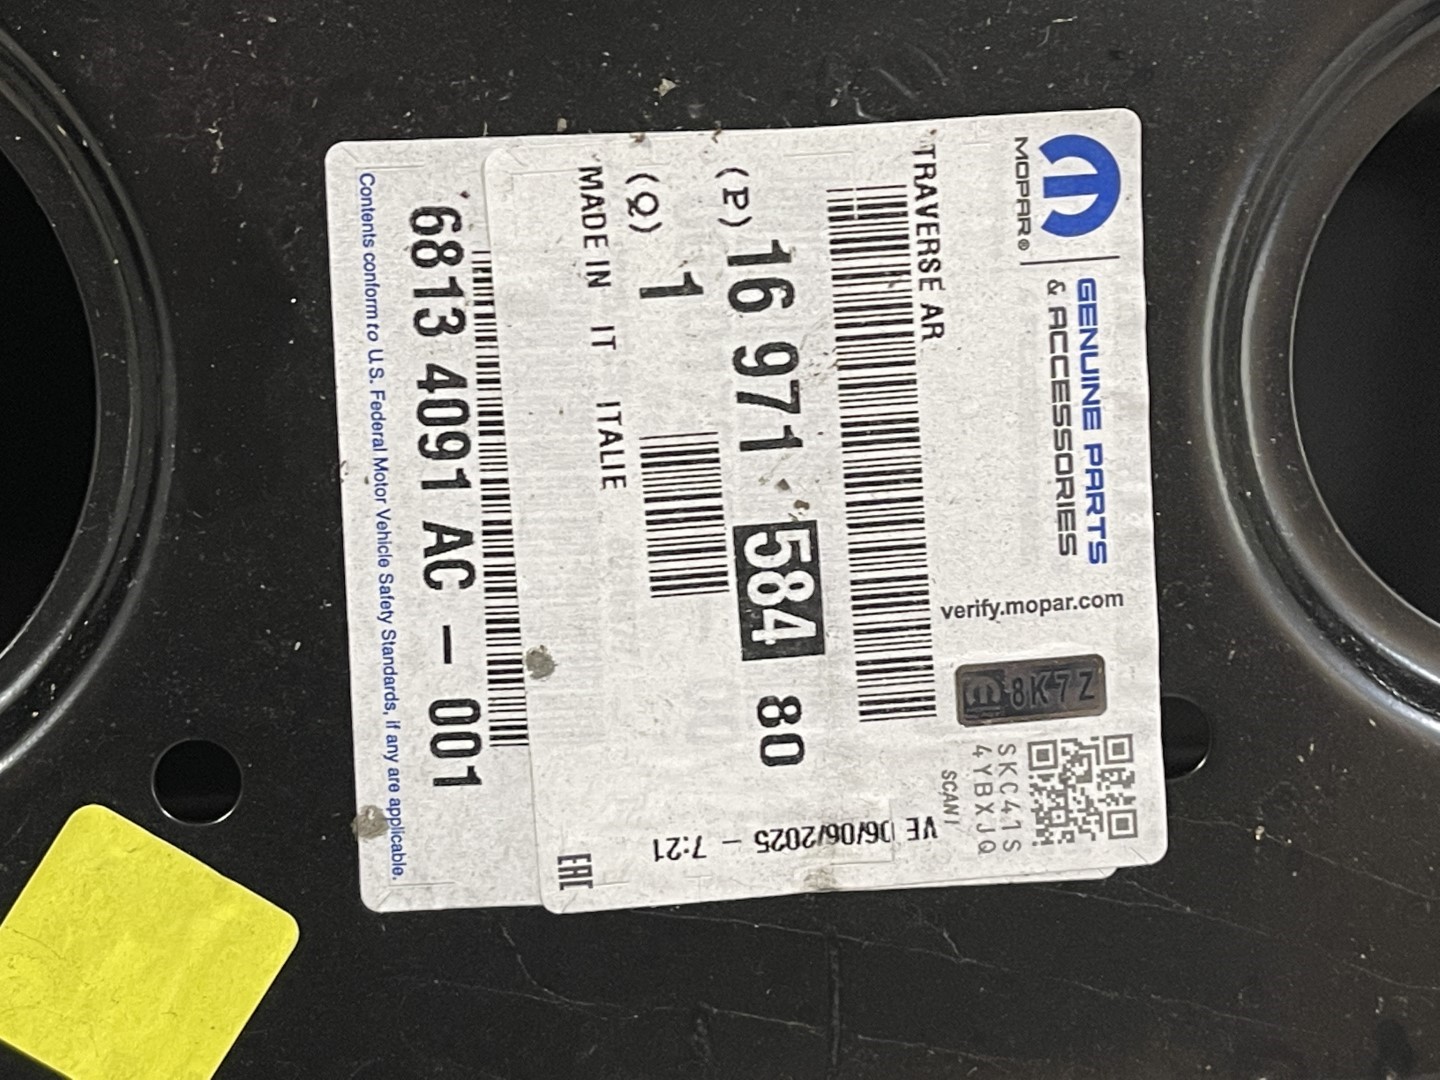 MOPAR®
GENUINE PARTS
& ACCESSORIES
verify.mopar.com
8K7Z
SKC41S
4YBXJQ
SCAN!
TRAVERSE AR
(P) 16 971 584 80
(Q) 1
MADE IN IT ITALIE
VE 06/06/2025 - 7:21
EAC
6813 4091 AC - 001
Contents conform to U.S. Federal Motor Vehicle Safety Standards, if any are applicable.